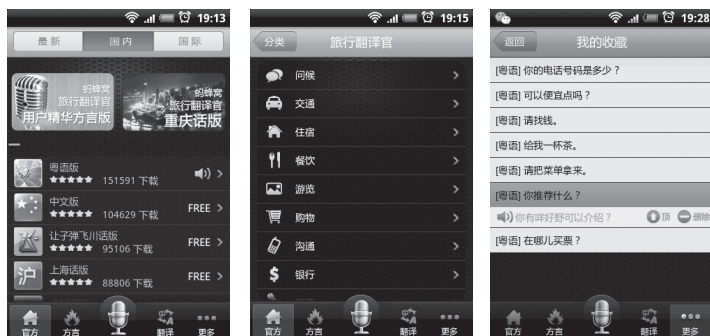 19:13
最新 国内 国际
蚂蜂窝
旅行翻译官
用户精华方言版
蚂蜂窝
旅行翻译官
重庆话版
粤语版
★★★★★ 151591 下载
中文版
★★★★★ 104629 下载
FREE
让子弹飞川话版
★★★★★ 95106 下载
FREE
沪
上海话版
★★★★★ 88806 下载
FREE
官方 方言 翻译 更多
19:15
分类 旅行翻译官
问候
交通
住宿
餐饮
游览
购物
沟通
银行
官方 方言 翻译 更多
19:28
返回 我的收藏
[粤语] 你的电话号码是多少？
[粤语] 可以便宜点吗？
[粤语] 请找钱。
[粤语] 给我一杯茶。
[粤语] 请把菜单拿来。
[粤语] 你推荐什么？
你有咩好野可以介绍？ 顶 删除
[粤语] 在哪儿买票？
官方 方言 翻译 更多